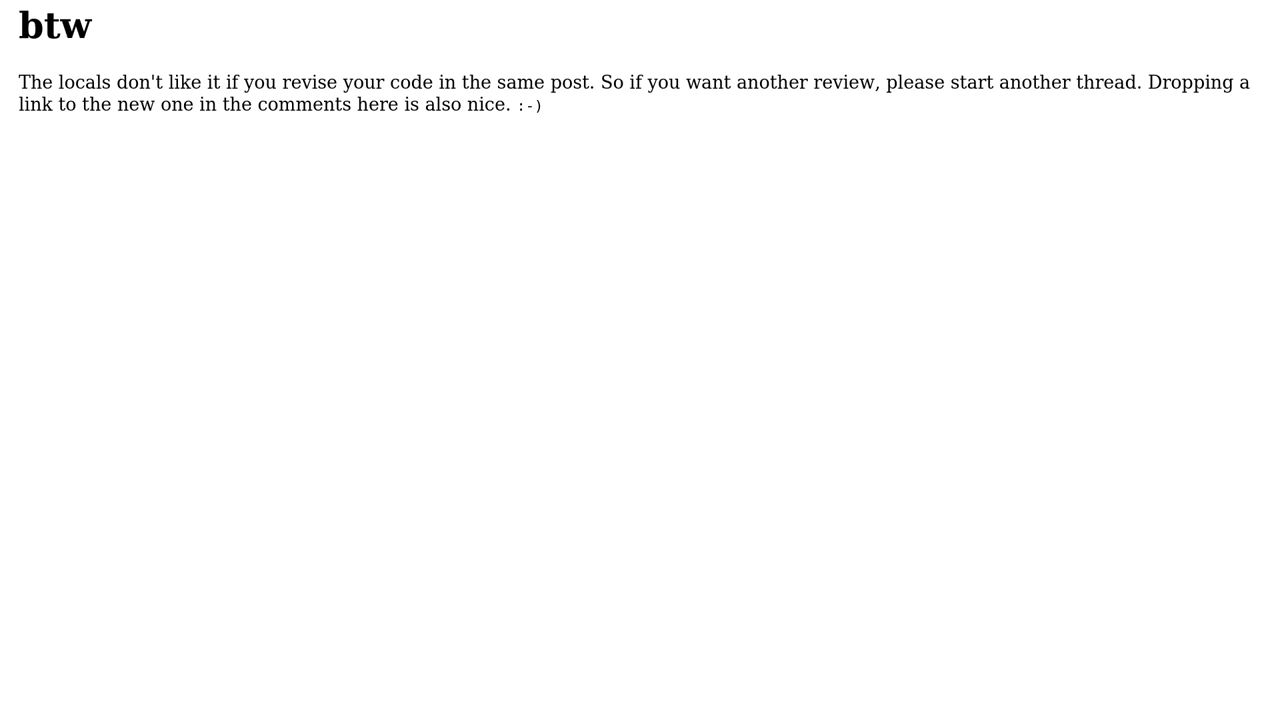 btw
The locals don't like it if you revise your code in the same post. So if you want another review, please start another thread. Dropping a
link to the new one in the comments here is also nice. :-)